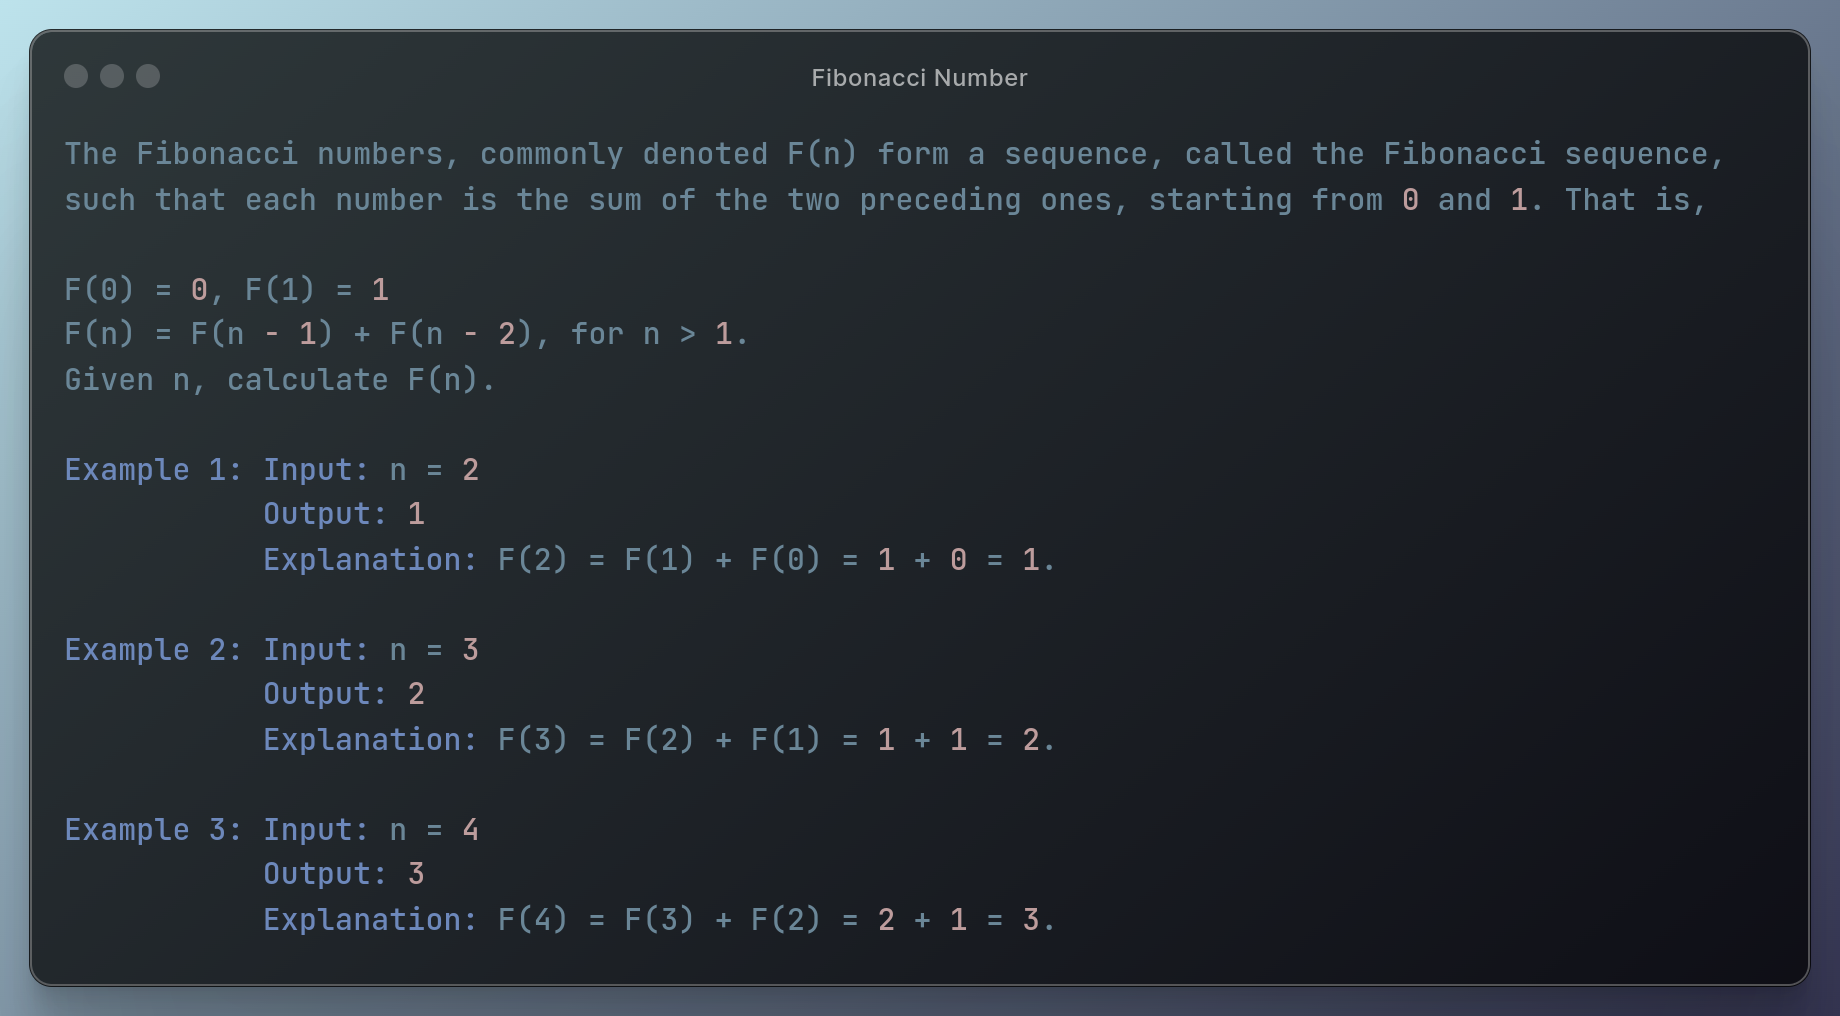 Fibonacci Number
The Fibonacci numbers, commonly denoted F(n) form a sequence, called the Fibonacci sequence,
such that each number is the sum of the two preceding ones, starting from 0 and 1. That is,
F(0) = 0, F(1) = 1
F(n) = F(n - 1) + F(n - 2), for n > 1.
Given n, calculate F(n).
Example 1: Input: n = 2
Output: 1
Explanation: F(2) = F(1) + F(0) = 1 + 0 = 1.
Example 2: Input: n = 3
Output: 2
Explanation: F(3) = F(2) + F(1) = 1 + 1 = 2.
Example 3: Input: n = 4
Output: 3
Explanation: F(4) = F(3) + F(2) = 2 + 1 = 3.